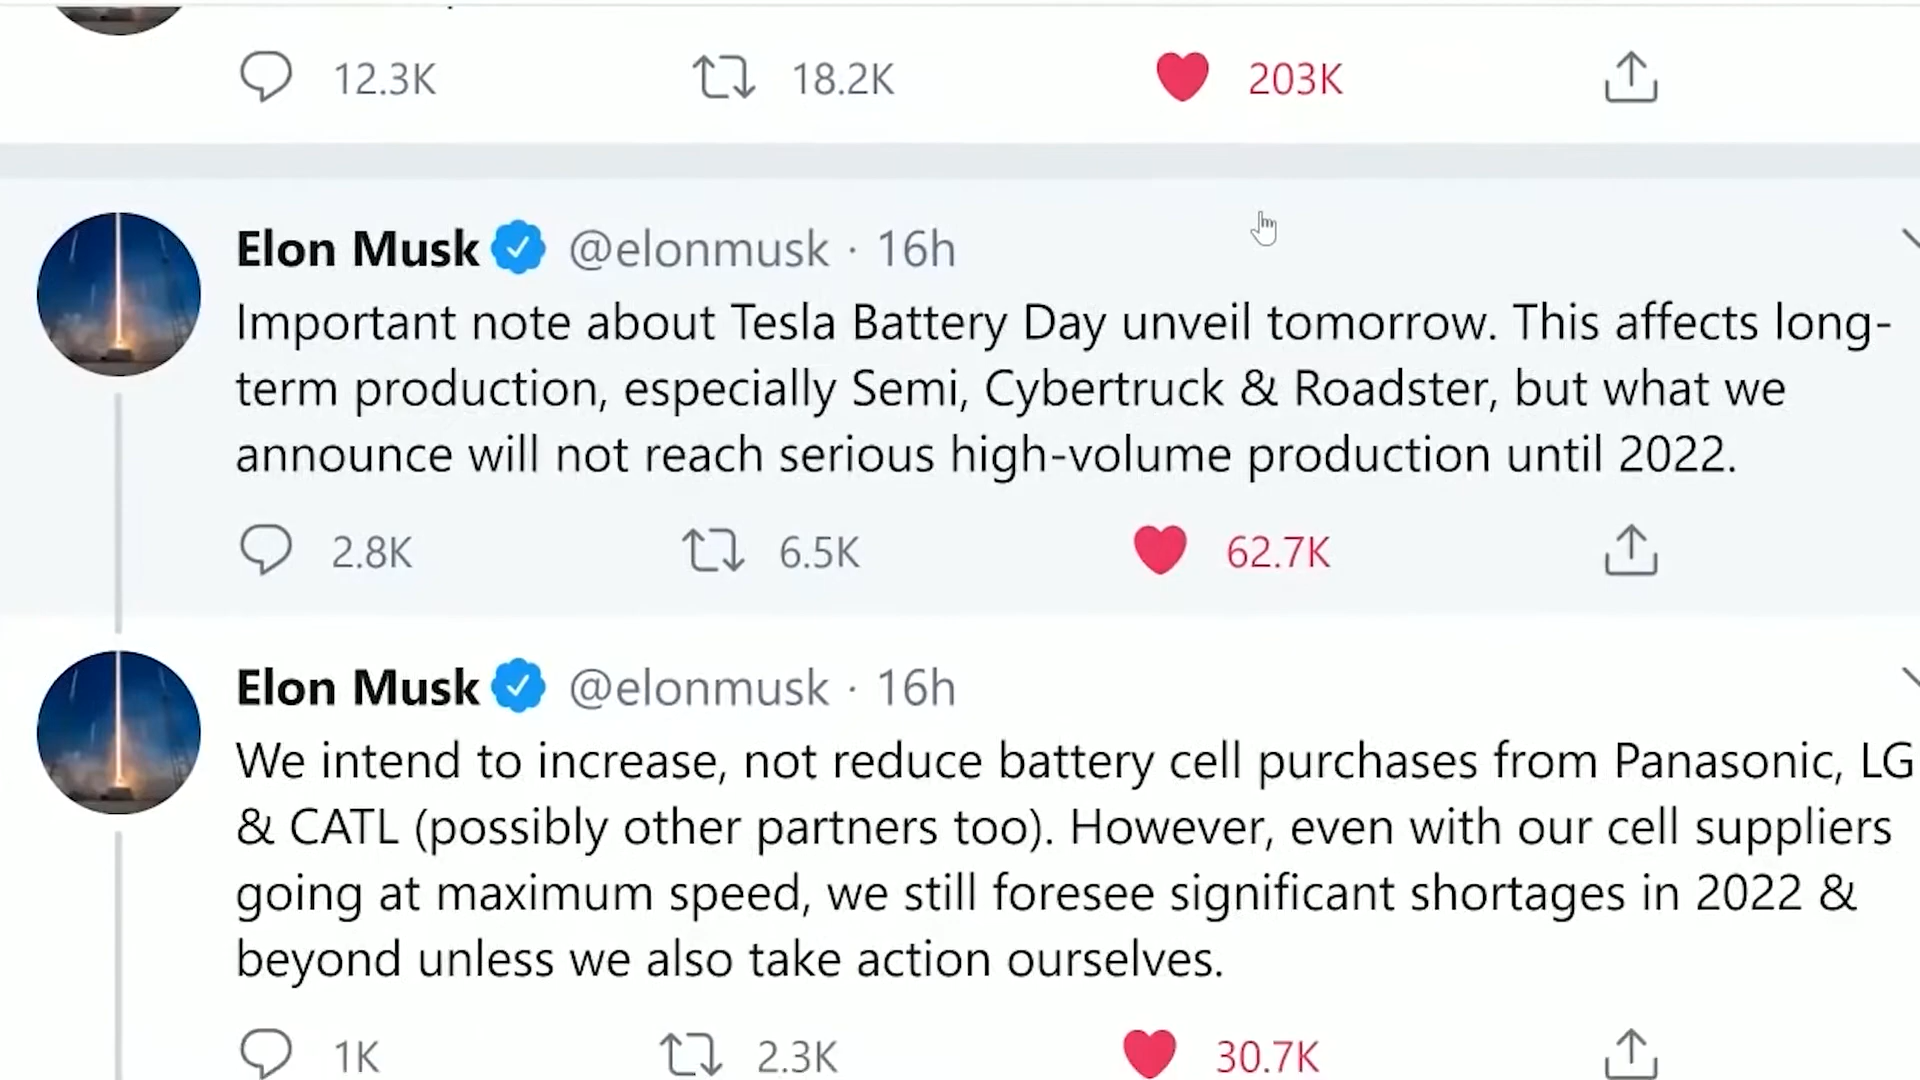 12.3K 18.2K 203K
Elon Musk @elonmusk · 16h
Important note about Tesla Battery Day unveil tomorrow. This affects long-
term production, especially Semi, Cybertruck & Roadster, but what we
announce will not reach serious high-volume production until 2022.
2.8K 6.5K 62.7K
Elon Musk @elonmusk · 16h
We intend to increase, not reduce battery cell purchases from Panasonic, LG
& CATL (possibly other partners too). However, even with our cell suppliers
going at maximum speed, we still foresee significant shortages in 2022 &
beyond unless we also take action ourselves.
1K 2.3K 30.7K